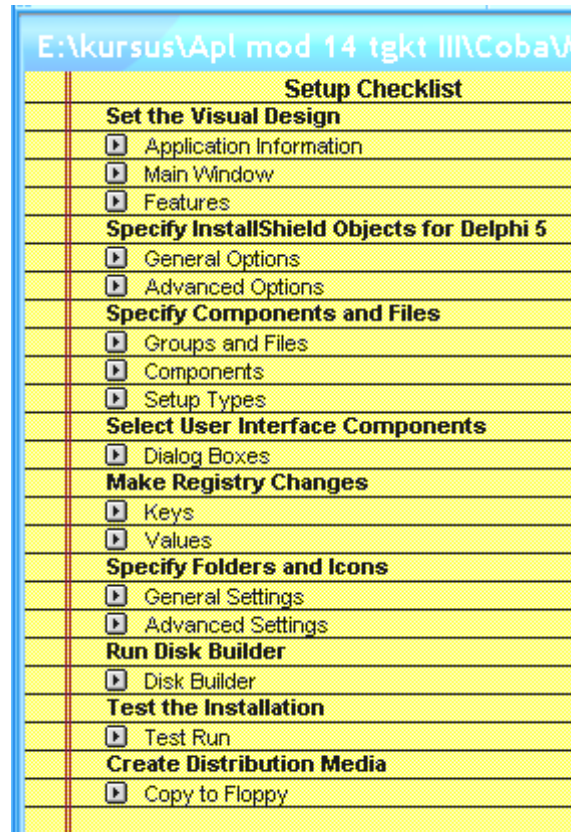 E:\kursus\Apl mod 14 tgkt III\Coba\
Setup Checklist
Set the Visual Design
Application Information
Main Window
Features
Specify InstallShield Objects for Delphi 5
General Options
Advanced Options
Specify Components and Files
Groups and Files
Components
Setup Types
Select User Interface Components
Dialog Boxes
Make Registry Changes
Keys
Values
Specify Folders and Icons
General Settings
Advanced Settings
Run Disk Builder
Disk Builder
Test the Installation
Test Run
Create Distribution Media
Copy to Floppy